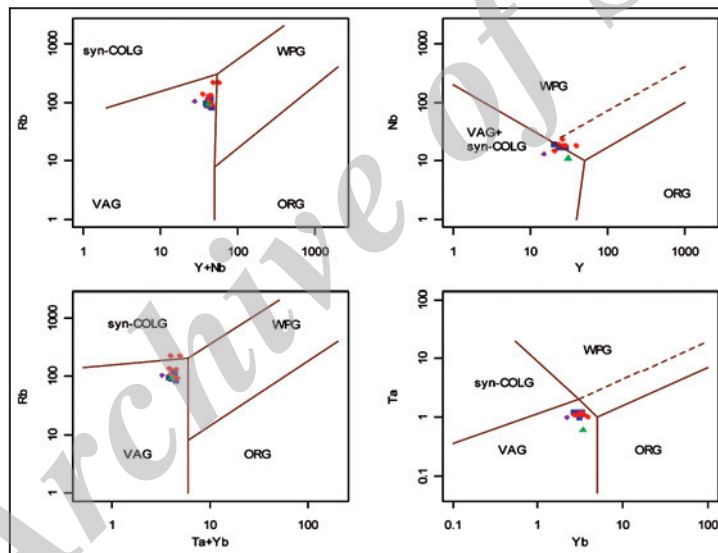 syn-COLG
WPG
VAG
ORG
Rb
1 10 100 1000
1 10 100 1000
Y+Nb
WPG
VAG+
syn-COLG
ORG
Nb
1 10 100 1000
1 10 100 1000
Y
syn-COLG
WPG
VAG
ORG
Rb
1 10 100 1000
1 10 100
Ta+Yb
WPG
syn-COLG
VAG
ORG
Ta
0.1 1 10 100
0.1 1 10 100
Yb
Archive of S